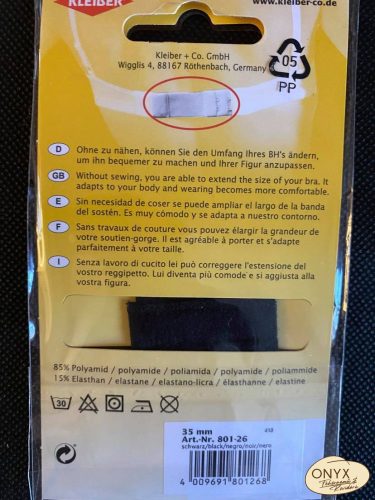 KLEIBER
www.kleiber-co.de
Kleiber + Co. GmbH
Wigglis 4, 88167 Röthenbach, Germany
05
PP
D Ohne zu nähen, können Sie den Umfang Ihres BH's ändern,
um ihn bequemer zu machen und Ihrer Figur anzupassen.
GB Without sewing, you are able to extend the size of your bra. It
adapts to your body and wearing becomes more comfortable.
E Sin necesidad de coser se puede ampliar el largo de la banda
del sostén. Es muy cómodo y se adapta a nuestro contorno.
F Sans travaux de couture vous pouvez élargir la grandeur de
votre soutien-gorge. Il est agréable à porter et s'adapte
parfaitement à votre taille.
I Senza lavoro di cucito lei può correggere l'estensione del
vostro reggipetto. Lui diventa più comodo e si aggiusta alla
vostra figura.
85% Polyamid / polyamide / poliamida / polyamide / poliammide
15% Elasthan / elastane / elastano-licra / élasthanne / elastine
30
35 mm
Art.-Nr. 801-26
schwarz/black/negro/noir/nero
4 009691 801268
ONYX